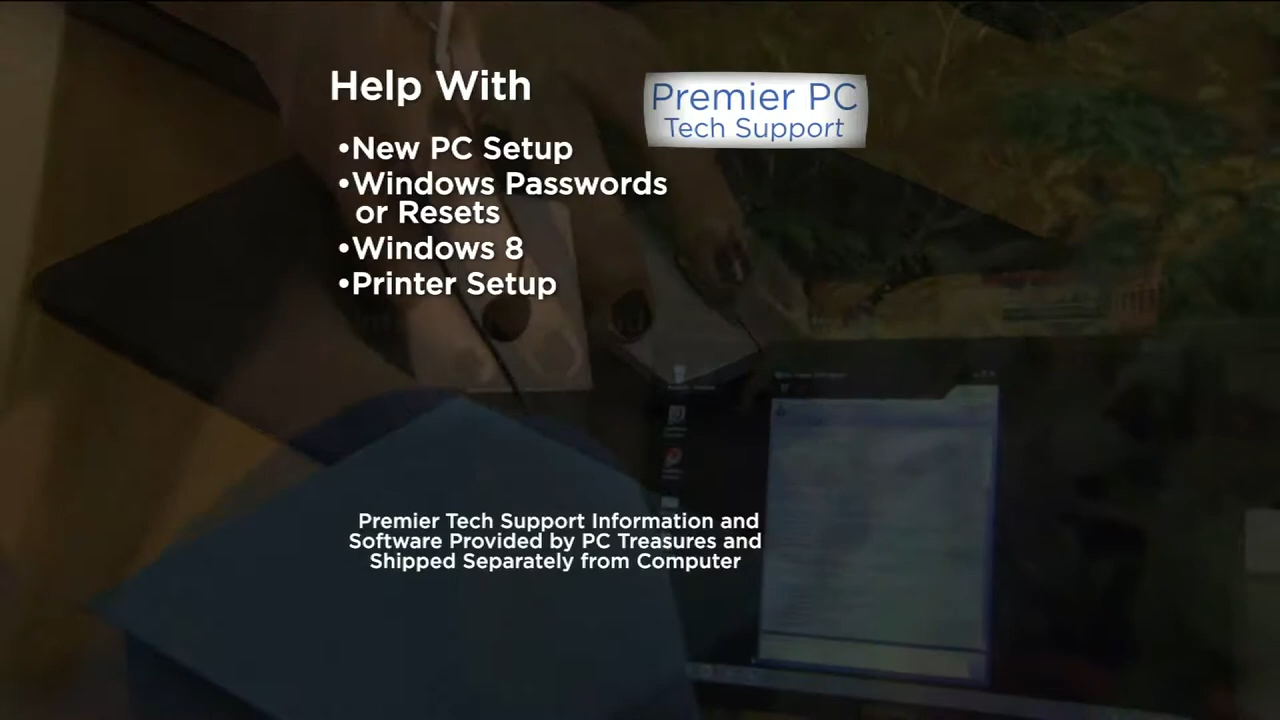 Help With
Premier PC
Tech Support
•New PC Setup
•Windows Passwords
or Resets
•Windows 8
•Printer Setup
Premier Tech Support Information and
Software Provided by PC Treasures and
Shipped Separately from Computer